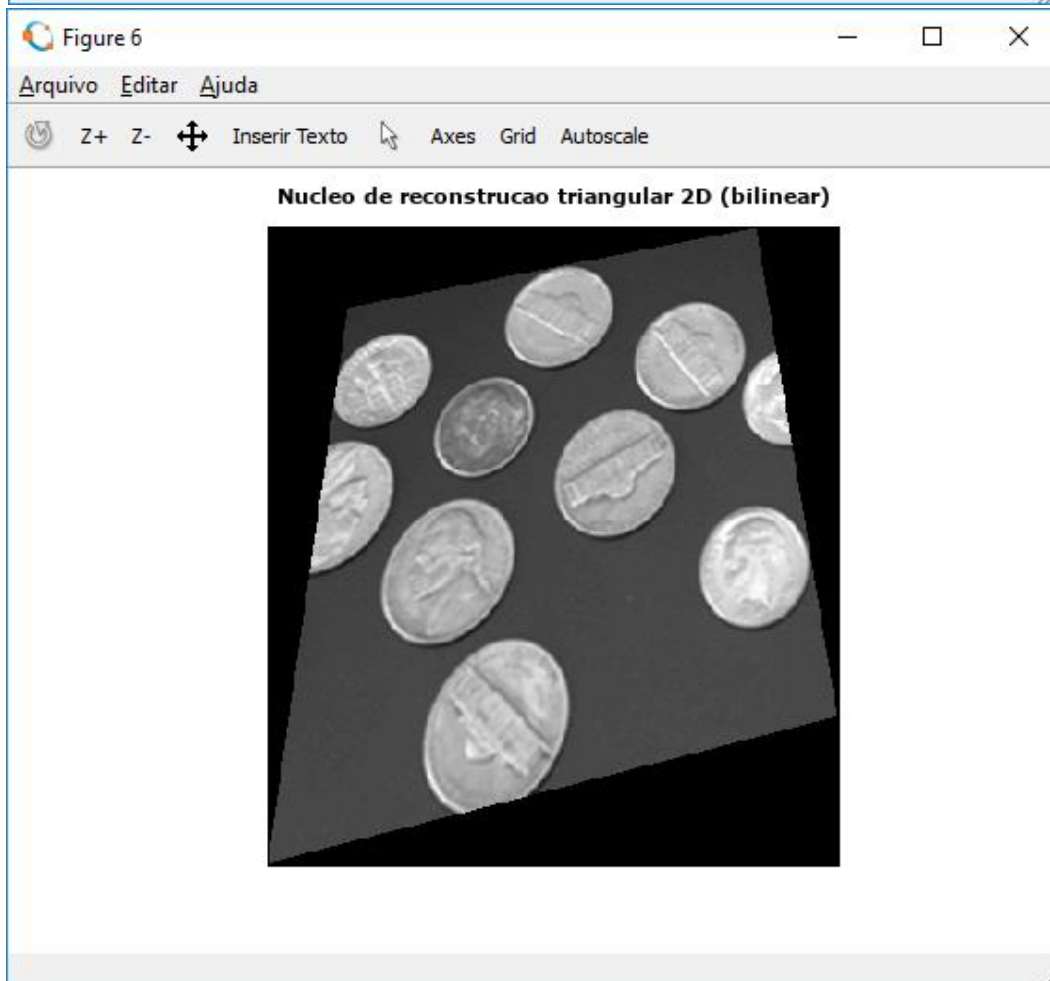 Figure 6
Arquivo Editar Ajuda
Z+ Z- Inserir Texto Axes Grid Autoscale
Nucleo de reconstrucao triangular 2D (bilinear)